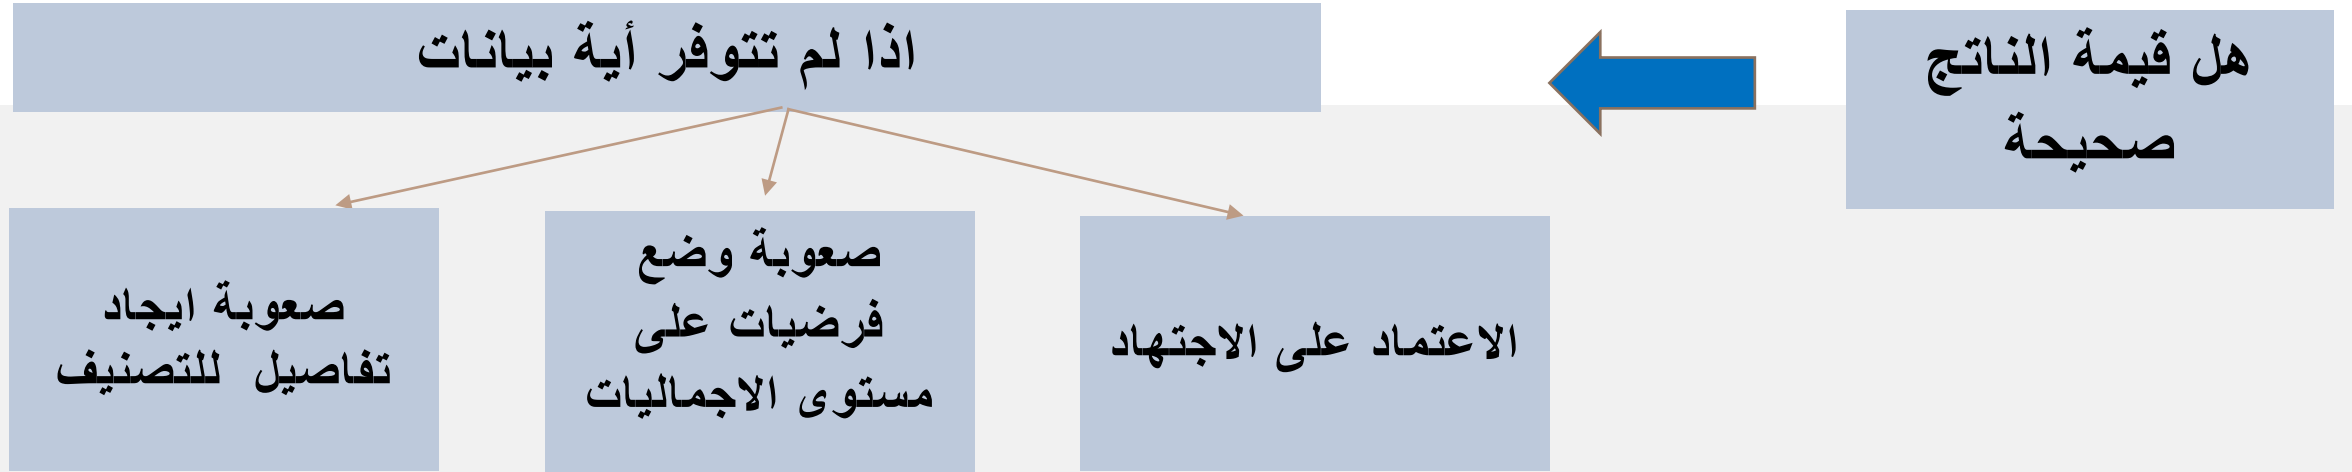 هل قيمة الناتج
صحيحة
اذا لم تتوفر أية بيانات
الاعتماد على الاجتهاد
صعوبة وضع
فرضيات على
مستوى الاجماليات
صعوبة ايجاد
تفاصيل للتصنيف